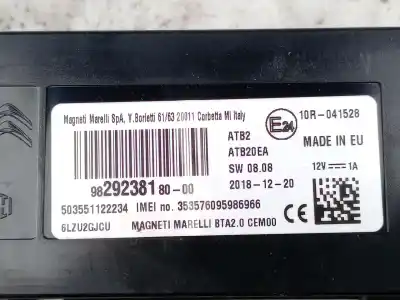 Magneti Marelli SpA, V.Borletti 61/63 20011 Corbetta MI Italy
E24
10R-041528
ATB2
ATB20EA
MADE IN EU
SW 08.08
12V⎓1A
2018-12-20
98292381 80-00
503551122234 IMEI no. 353576095986966
6LZU2GJCU
MAGNETI MARELLI BTA2.0 CEM00